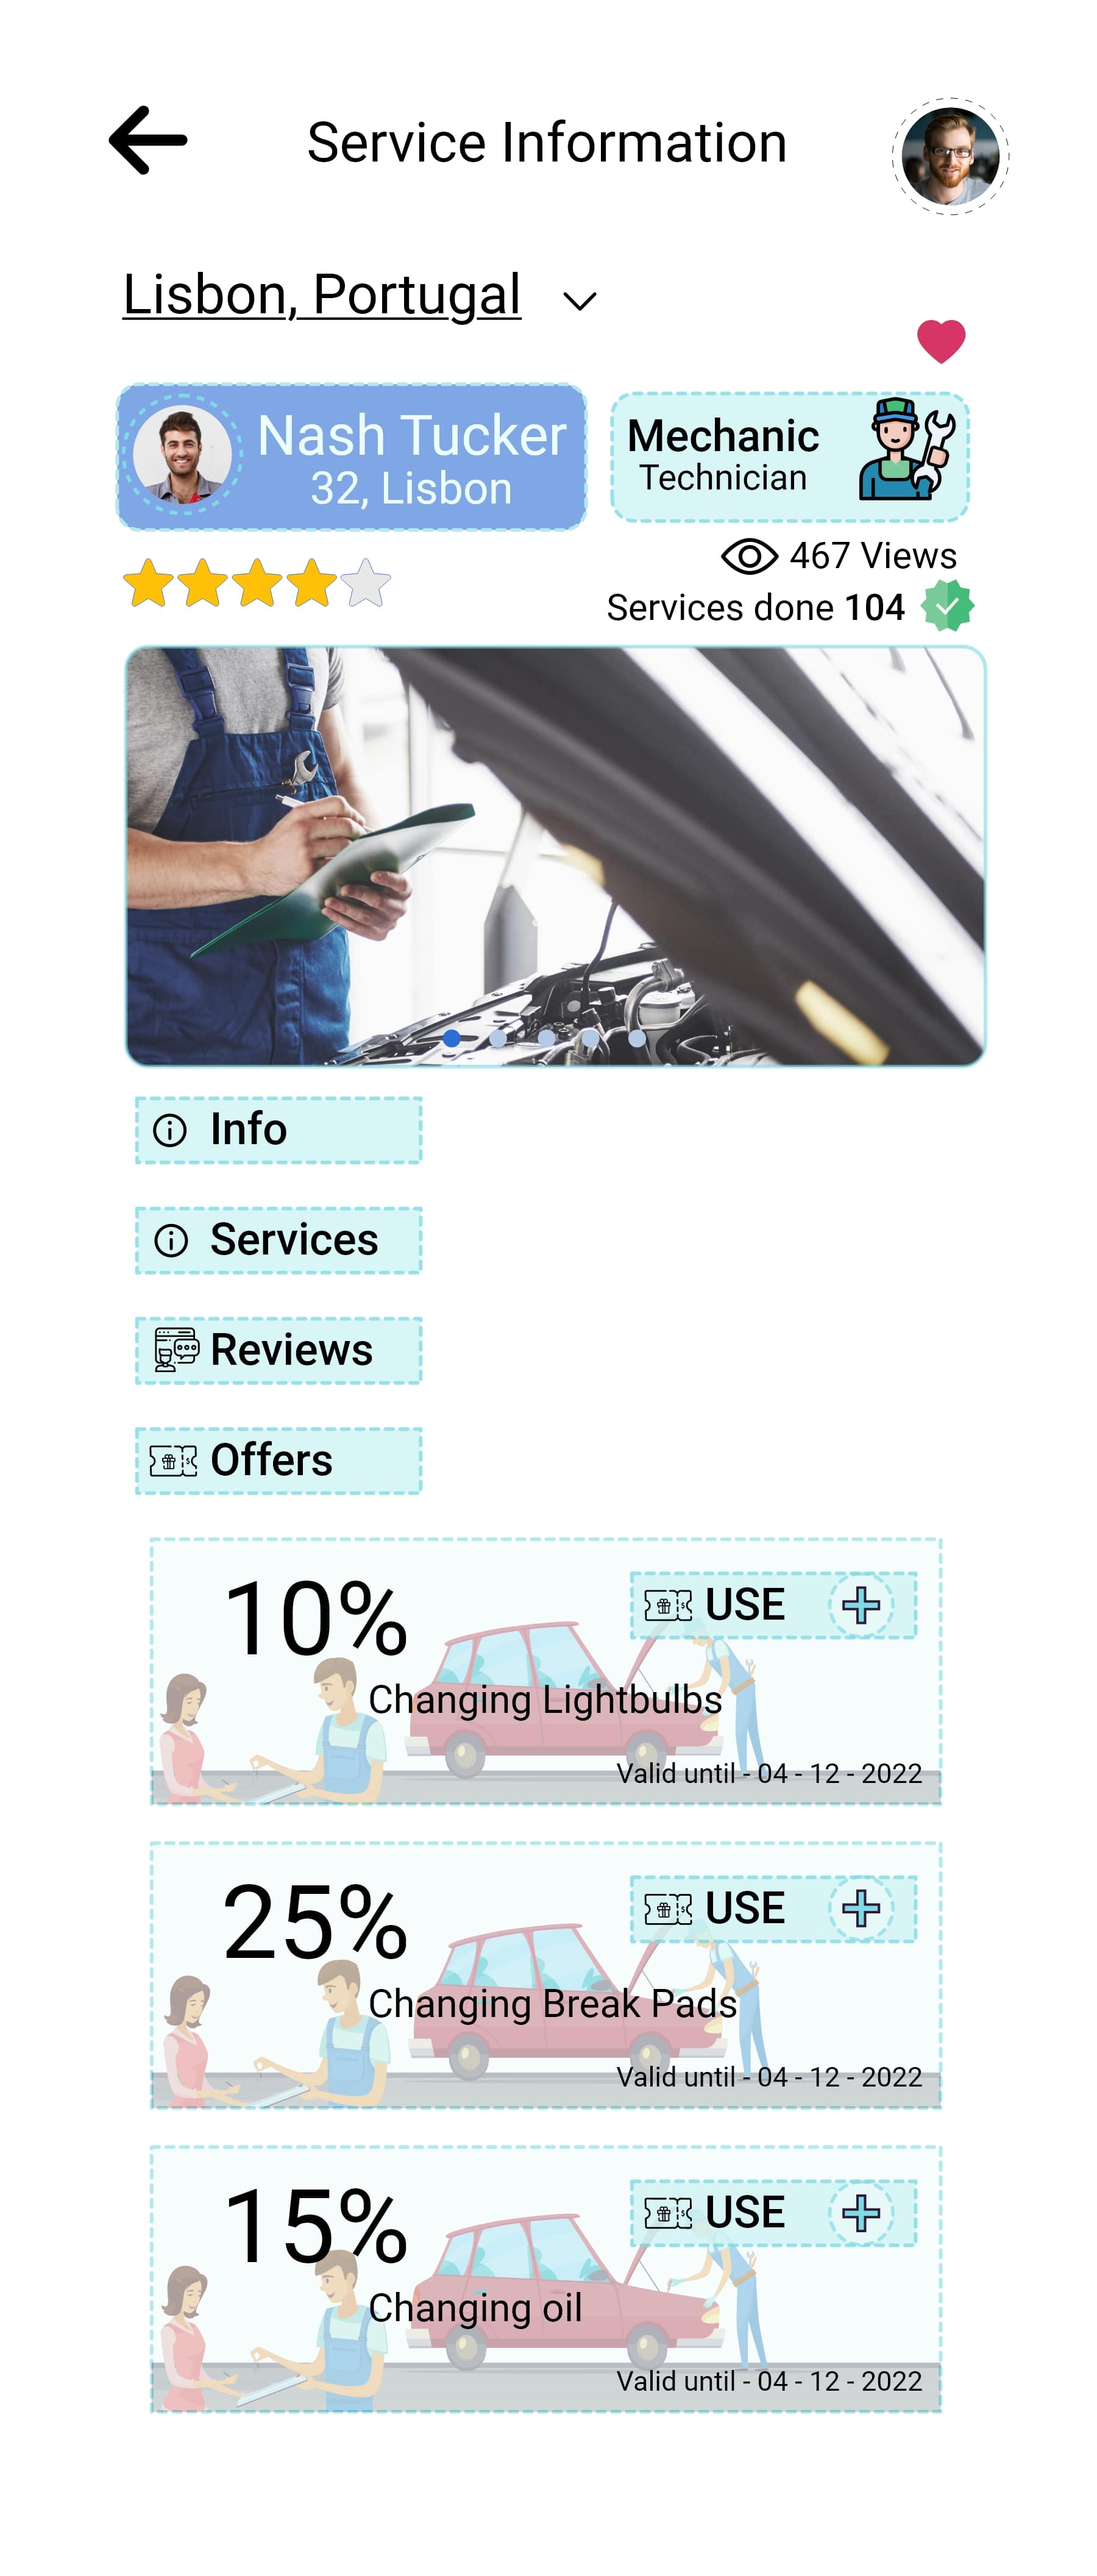 Service Information
Lisbon, Portugal
Nash Tucker
32, Lisbon
Mechanic
Technician
467 Views
Services done 104
Info
Services
Reviews
Offers
10%
USE
Changing Lightbulbs
Valid until - 04 - 12 - 2022
25%
USE
Changing Break Pads
Valid until - 04 - 12 - 2022
15%
USE
Changing oil
Valid until - 04 - 12 - 2022